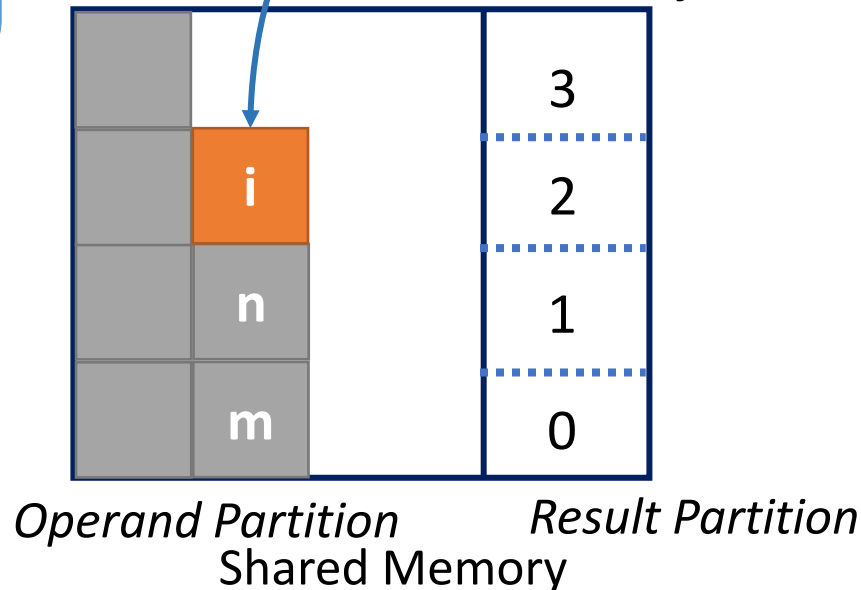 3
i
2
n
1
m
0
Operand Partition
Result Partition
Shared Memory